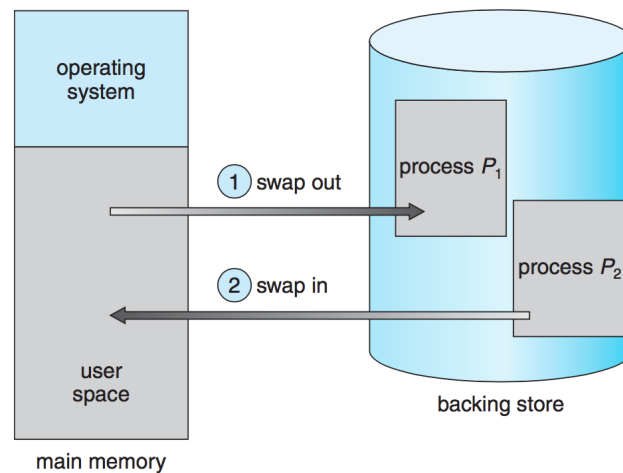 operating
system
process P₁
1 swap out
process P₂
2 swap in
user
space
backing store
main memory